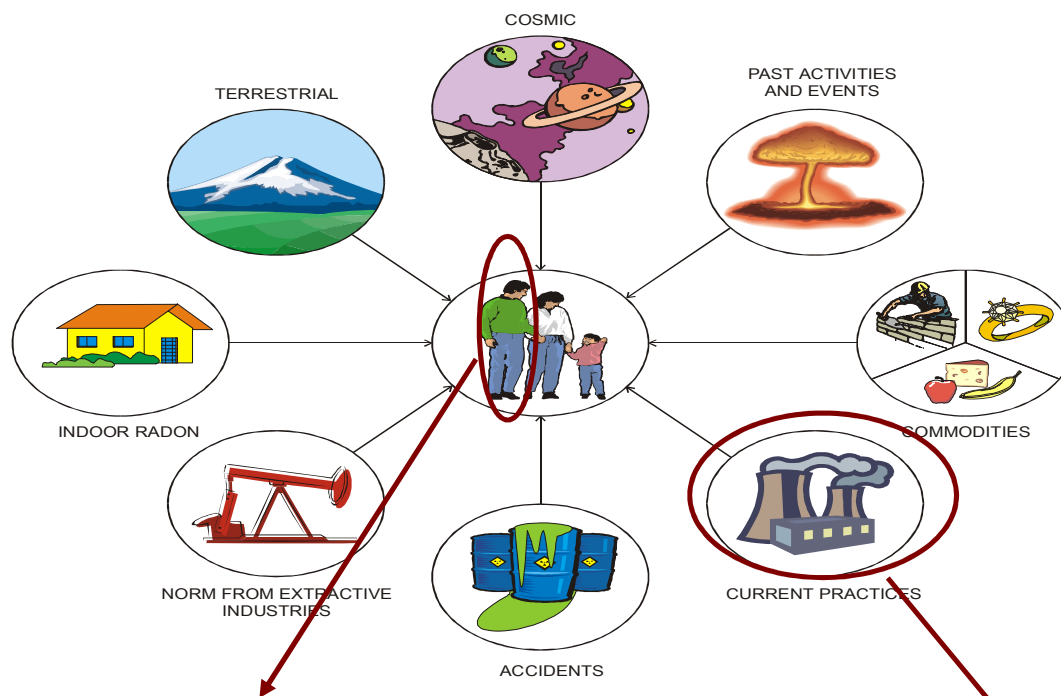 COSMIC
TERRESTRIAL
PAST ACTIVITIES
AND EVENTS
INDOOR RADON
COMMODITIES
NORM FROM EXTRACTIVE
INDUSTRIES
CURRENT PRACTICES
ACCIDENTS